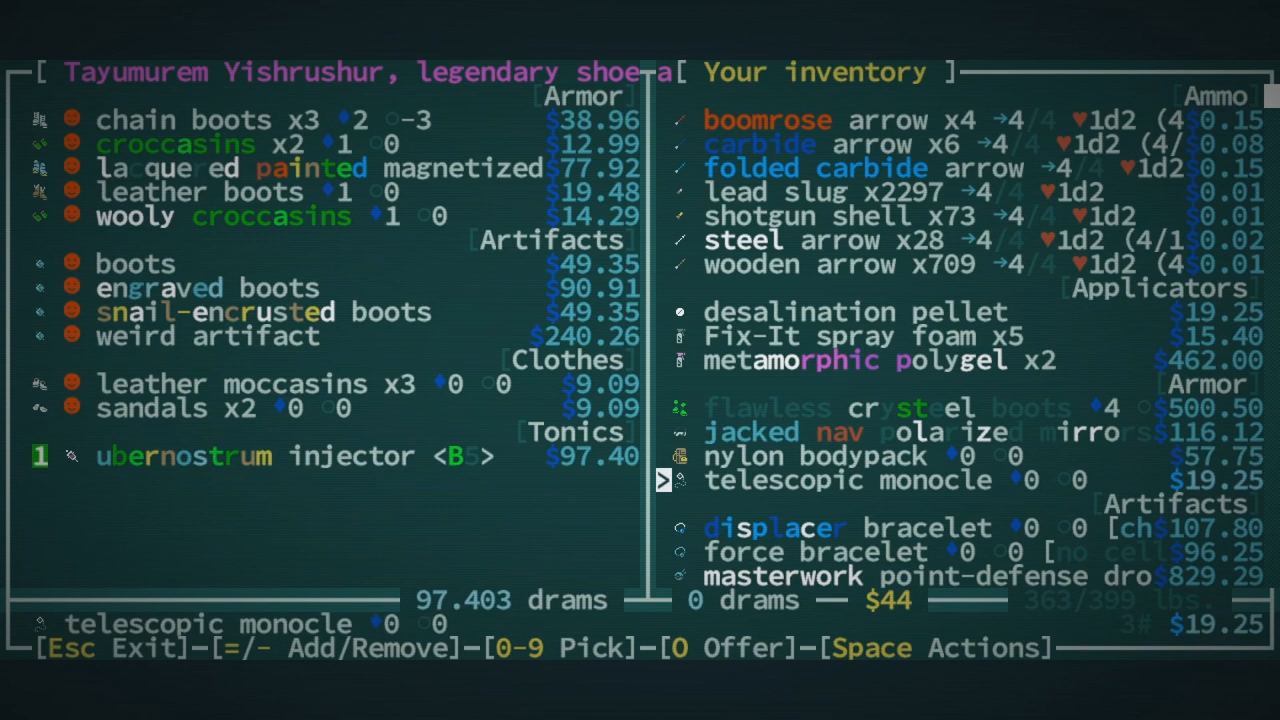 [ Tayumurem Yishrushur, legendary shoe a[ Your inventory ]
[Armor]
chain boots x3 ♦2 ○-3 $38.96
croccasins x2 ♦1 ○0 $12.99
lacquered painted magnetized $77.92
leather boots ♦1 ○0 $19.48
wooly croccasins ♦1 ○0 $14.29
[Artifacts]
boots $49.35
engraved boots $90.91
snail-encrusted boots $49.35
weird artifact $240.26
[Clothes]
leather moccasins x3 ♦0 ○0 $9.09
sandals x2 ♦0 ○0 $9.09
[Tonics]
1 ubernostrum injector <B5> $97.40
[Ammo]
boomrose arrow x4 →4/4 ♥1d2 (4$0.15
carbide arrow x6 →4/4 ♥1d2 (4/$0.08
folded carbide arrow →4/4 ♥1d2$0.15
lead slug x2297 →4/4 ♥1d2 $0.01
shotgun shell x73 →4/4 ♥1d2 $0.01
steel arrow x28 →4/4 ♥1d2 (4/1$0.02
wooden arrow x709 →4/4 ♥1d2 (4$0.01
[Applicators]
desalination pellet $19.25
Fix-It spray foam x5 $15.40
metamorphic polygel x2 $462.00
[Armor]
flawless crysteel boots ♦4 ○$500.50
jacked nav polarized mirrors$116.12
nylon bodypack ♦0 ○0 $57.75
> telescopic monocle ♦0 ○0 $19.25
[Artifacts]
displacer bracelet ♦0 ○0 [ch$107.80
force bracelet ♦0 ○0 [no cell$96.25
masterwork point-defense dro$829.29
97.403 drams 0 drams — $44 363/399 lbs.
telescopic monocle ♦0 ○0 3# $19.25
[Esc Exit]—[=/- Add/Remove]—[0-9 Pick]—[O Offer]—[Space Actions]